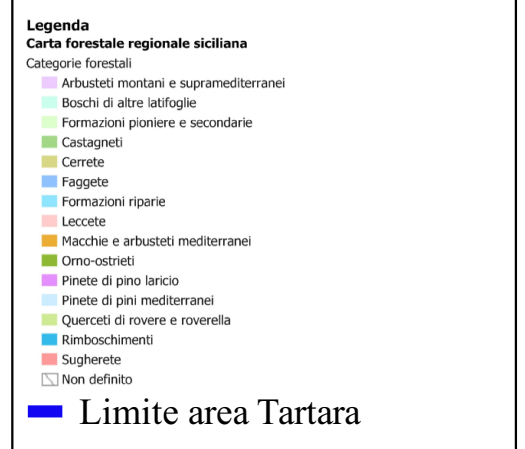 Legenda
Carta forestale regionale siciliana
Categorie forestali
Arbusteti montani e supramediterranei
Boschi di altre latifoglie
Formazioni pioniere e secondarie
Castagneti
Cerrete
Faggete
Formazioni riparie
Leccete
Macchie e arbusteti mediterranei
Orno-ostrieti
Pinete di pino laricio
Pinete di pini mediterranei
Querceti di rovere e roverella
Rimboschimenti
Sugherete
Non definito
Limite area Tartara